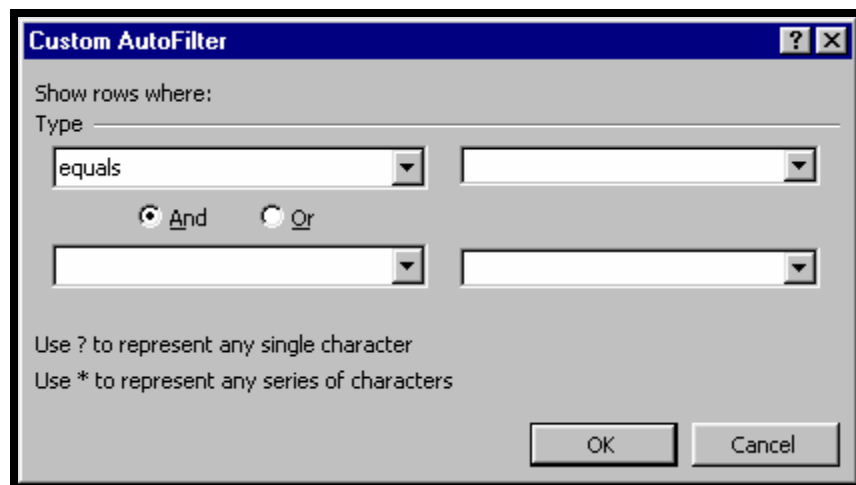 Custom AutoFilter ?
Show rows where:
Type
equals
And Or
Use ? to represent any single character
Use * to represent any series of characters
OK Cancel